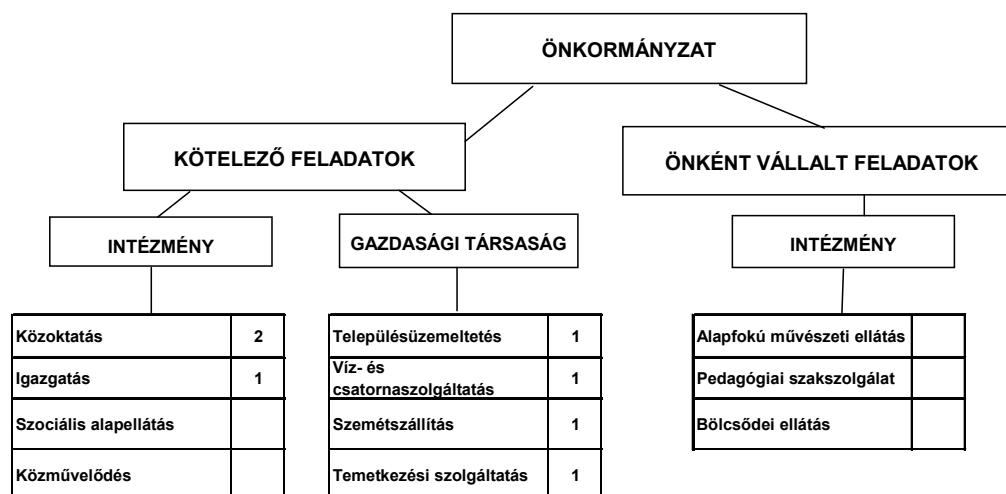 ÖNKORMÁNYZAT
KÖTELEZŐ FELADATOK
ÖNKÉNT VÁLLALT FELADATOK
INTÉZMÉNY
GAZDASÁGI TÁRSASÁG
INTÉZMÉNY
Közoktatás 2
Igazgatás 1
Szociális alapellátás
Közművelődés
Településüzemeltetés 1
Víz- és
csatornaszolgáltatás 1
Szemétszállítás 1
Temetkezési szolgáltatás 1
Alapfokú művészeti ellátás
Pedagógiai szakszolgálat
Bölcsődei ellátás